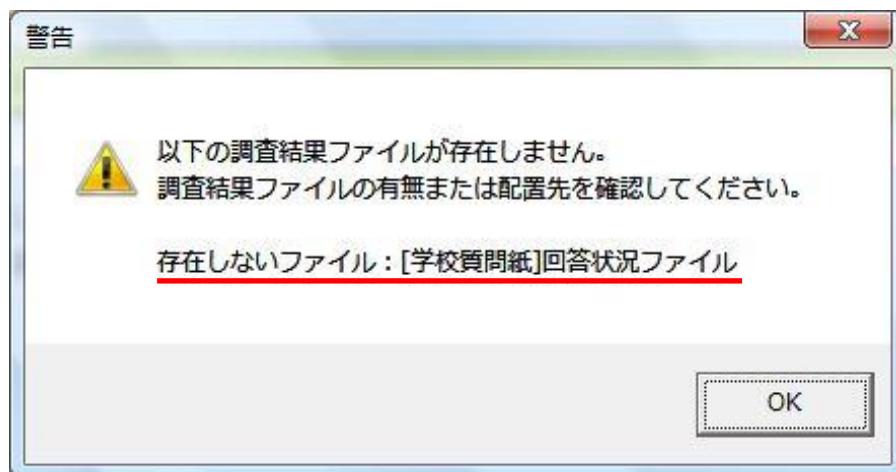 警告
以下の調査結果ファイルが存在しません。
調査結果ファイルの有無または配置先を確認してください。
存在しないファイル：[学校質問紙]回答状況ファイル
OK